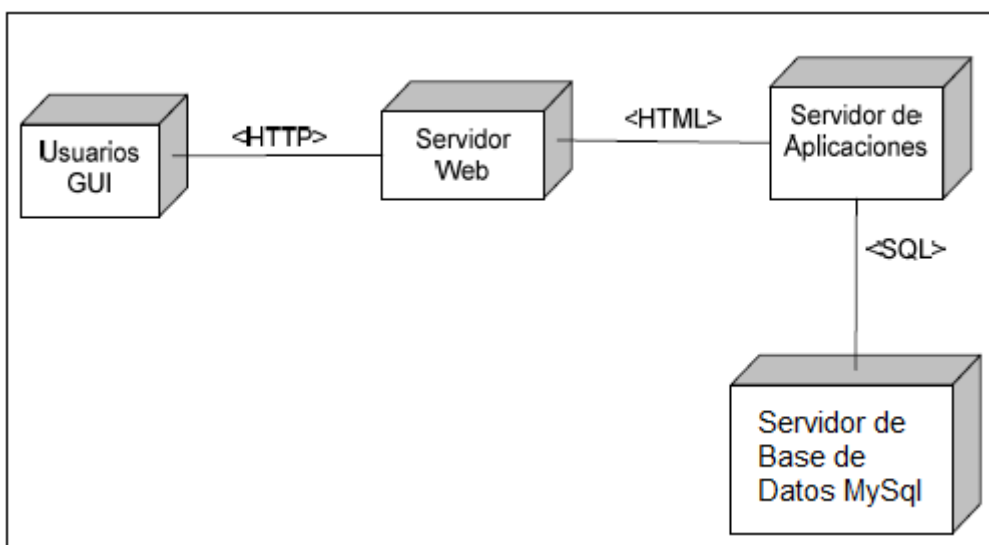 Usuarios
GUI
<HTTP>
Servidor
Web
<HTML>
Servidor de
Aplicaciones
<SQL>
Servidor de
Base de
Datos MySql